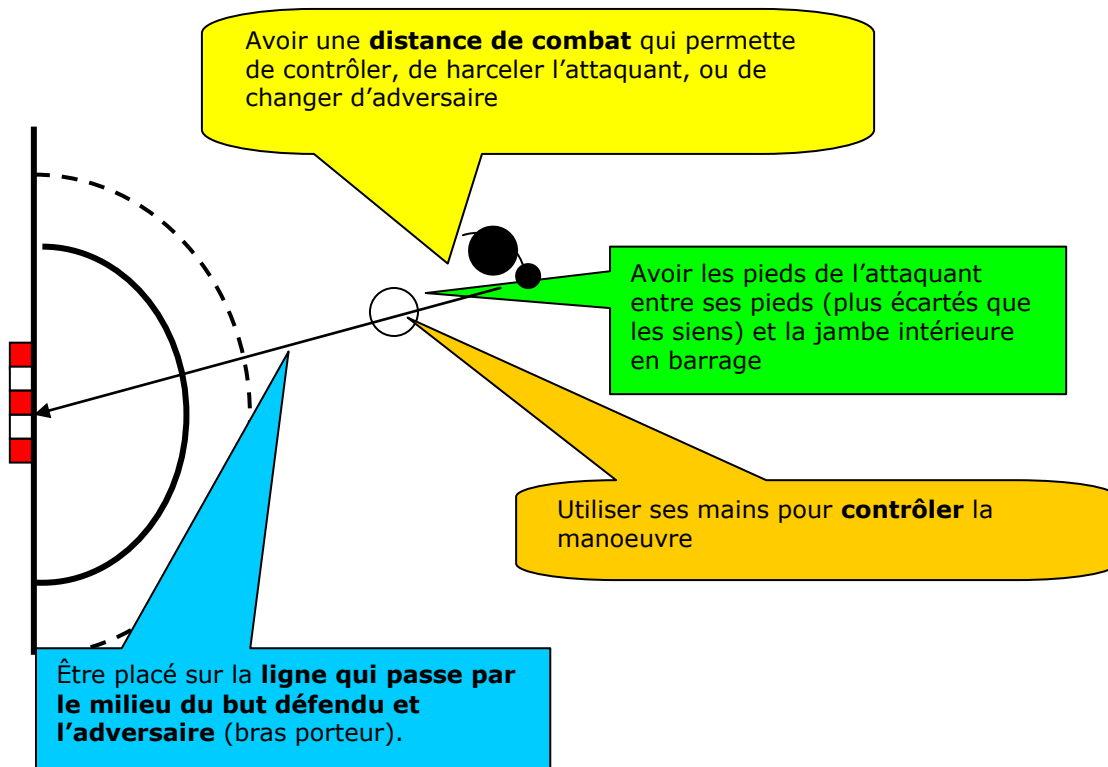 Avoir une distance de combat qui permette
de contrôler, de harceler l’attaquant, ou de
changer d’adversaire
Avoir les pieds de l’attaquant
entre ses pieds (plus écartés que
les siens) et la jambe intérieure
en barrage
Utiliser ses mains pour contrôler la
manoeuvre
Être placé sur la ligne qui passe par
le milieu du but défendu et
l’adversaire (bras porteur).